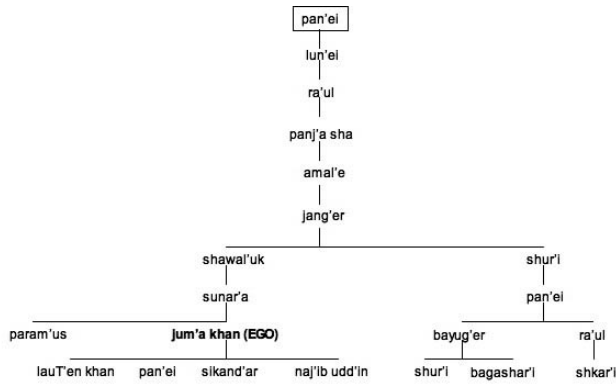 pan'ei
lun'ei
ra'ul
panj'a sha
amal'e
jang'er
shawal'uk shur'i
sunar'a pan'ei
param'us jum'a khan (EGO) bayug'er ra'ul
lauT'en khan pan'ei sikand'ar naj'ib udd'in shur'i bagashar'i shkar'i